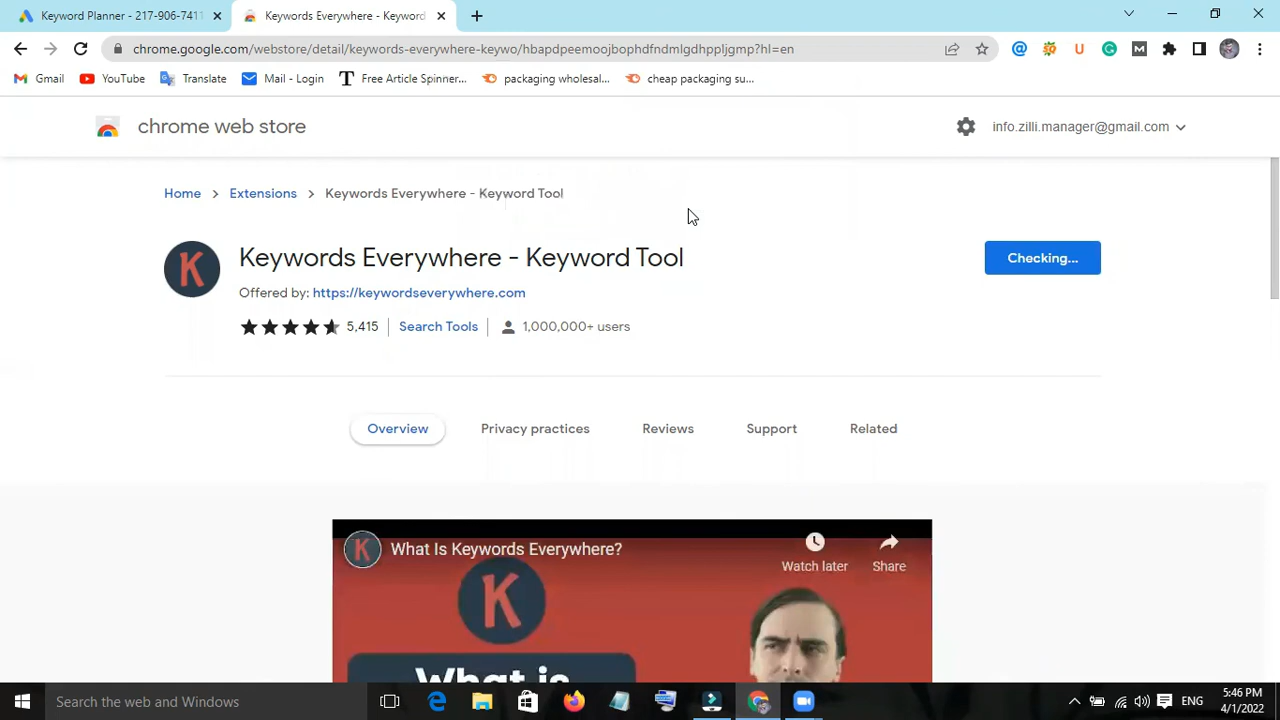 Keyword Planner - 217-906-7411
Keywords Everywhere - Keyword
chrome.google.com/webstore/detail/keywords-everywhere-keywo/hbapdpeemoojbophdfndmlgdhppljgmp?hl=en
Gmail
YouTube
Translate
Mail - Login
Free Article Spinner...
packaging wholesal...
cheap packaging su...
chrome web store
info.zilli.manager@gmail.com
Home > Extensions > Keywords Everywhere - Keyword Tool
Keywords Everywhere - Keyword Tool
Checking...
Offered by: https://keywordseverywhere.com
5,415
Search Tools
1,000,000+ users
Overview
Privacy practices
Reviews
Support
Related
What Is Keywords Everywhere?
Watch later
Share
K
What is
Search the web and Windows
ENG
5:46 PM
4/1/2022